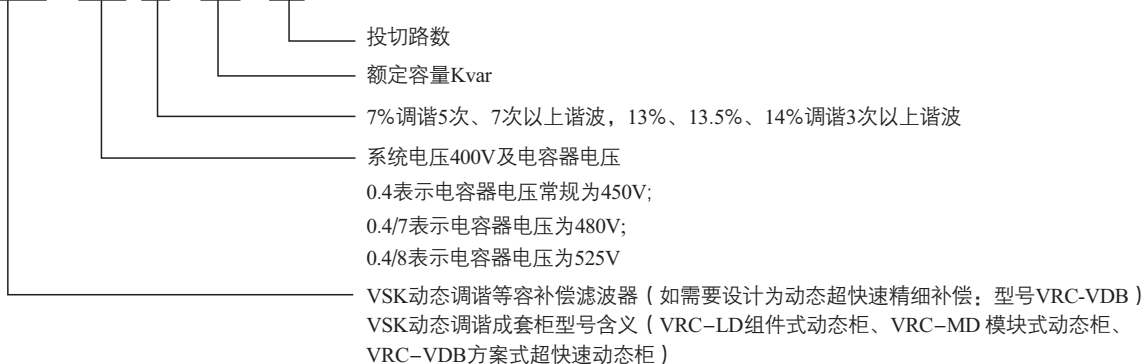 投切路数
额定容量Kvar
7%调谐5次、7次以上谐波，13%、13.5%、14%调谐3次以上谐波
系统电压400V及电容器电压
0.4表示电容器电压常规为450V;
0.4/7表示电容器电压为480V;
0.4/8表示电容器电压为525V
VSK动态调谐等容补偿滤波器（如需要设计为动态超快速精细补偿：型号VRC-VDB）
VSK动态调谐成套柜型号含义（VRC-LD组件式动态柜、VRC-MD 模块式动态柜、
VRC-VDB方案式超快速动态柜）